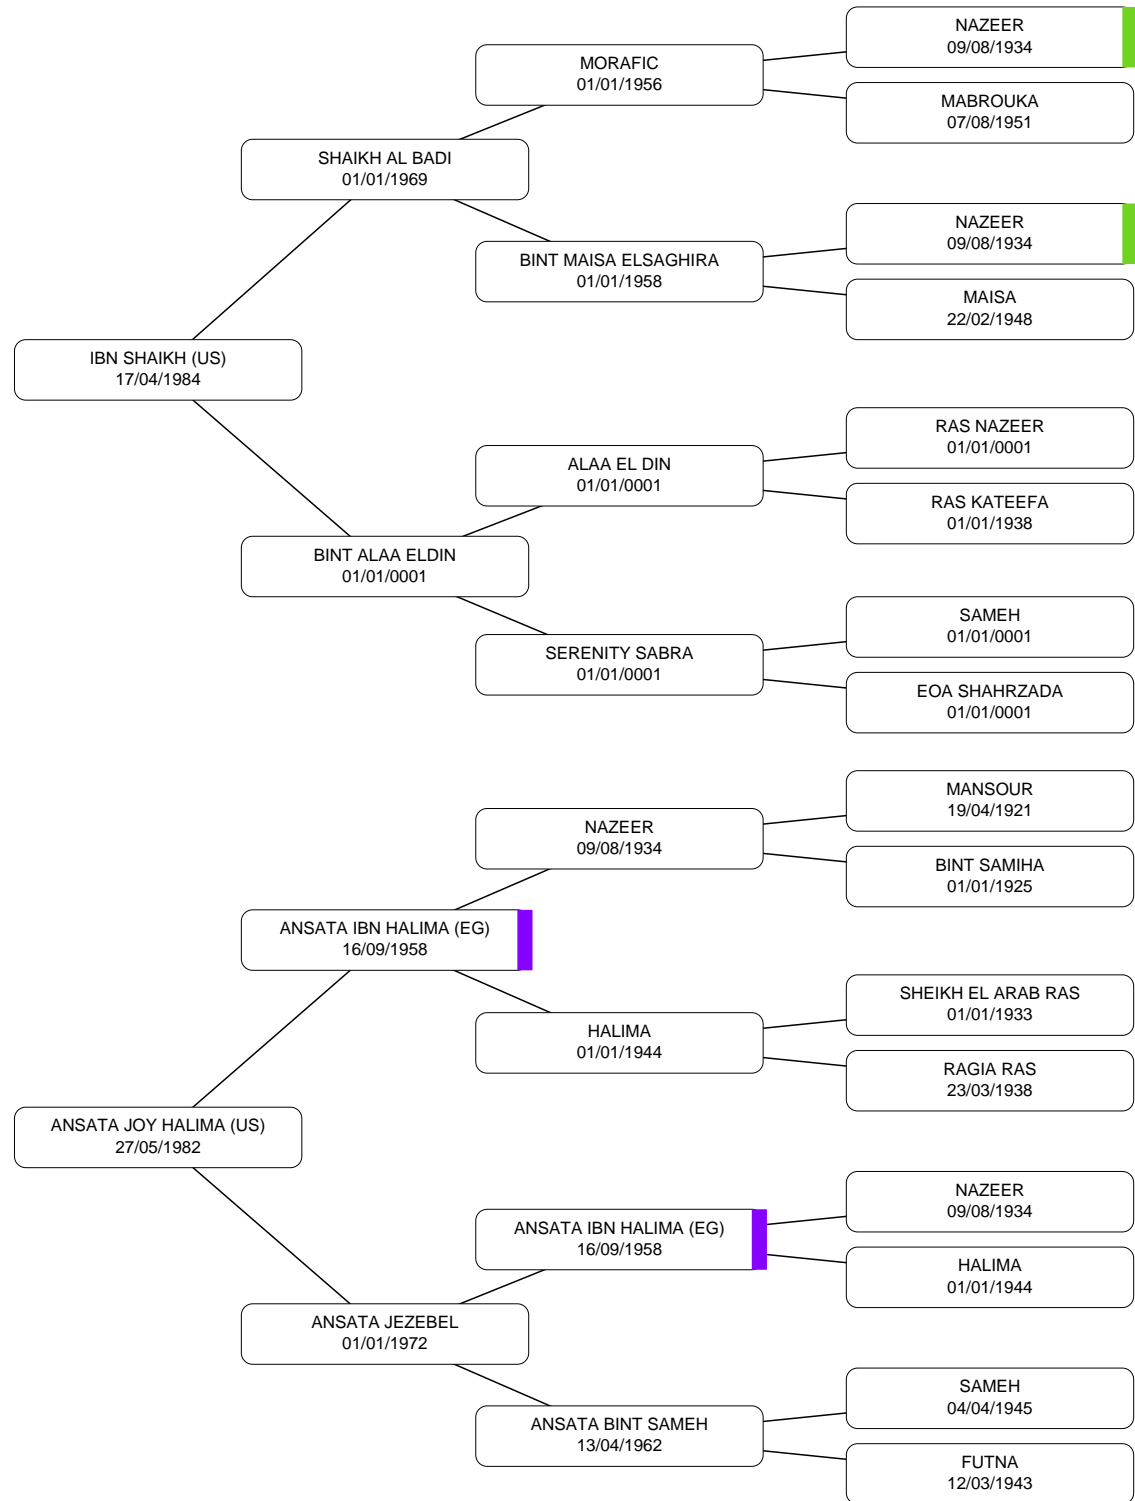 NAZEER
09/08/1934
MORAFIC
01/01/1956
MABROUKA
07/08/1951
SHAIKH AL BADI
01/01/1969
NAZEER
09/08/1934
BINT MAISA ELSAGHIRA
01/01/1958
MAISA
22/02/1948
IBN SHAIKH (US)
17/04/1984
RAS NAZEER
01/01/0001
ALAA EL DIN
01/01/0001
RAS KATEEFA
01/01/1938
BINT ALAA ELDIN
01/01/0001
SAMEH
01/01/0001
SERENITY SABRA
01/01/0001
EOA SHAHRZADA
01/01/0001
MANSOUR
19/04/1921
NAZEER
09/08/1934
BINT SAMIHA
01/01/1925
ANSATA IBN HALIMA (EG)
16/09/1958
SHEIKH EL ARAB RAS
01/01/1933
HALIMA
01/01/1944
RAGIA RAS
23/03/1938
ANSATA JOY HALIMA (US)
27/05/1982
NAZEER
09/08/1934
ANSATA IBN HALIMA (EG)
16/09/1958
HALIMA
01/01/1944
ANSATA JEZEBEL
01/01/1972
SAMEH
04/04/1945
ANSATA BINT SAMEH
13/04/1962
FUTNA
12/03/1943